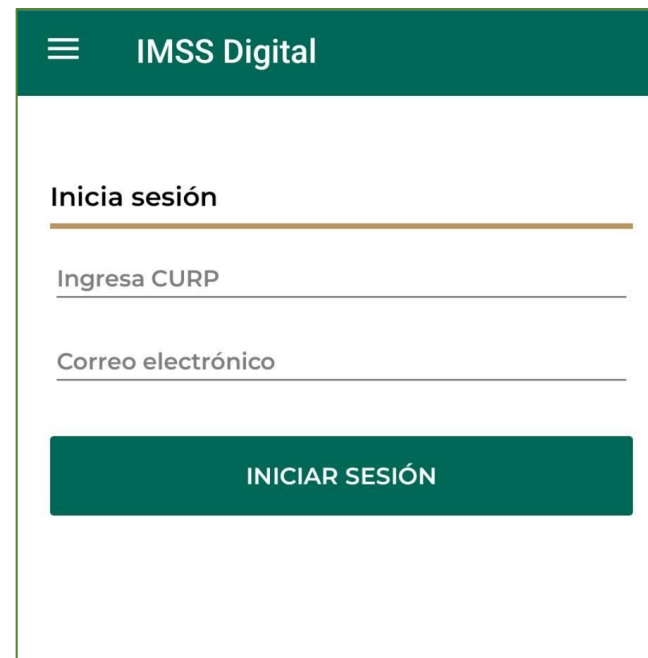 IMSS Digital
Inicia sesión
Ingresa CURP
Correo electrónico
INICIAR SESIÓN